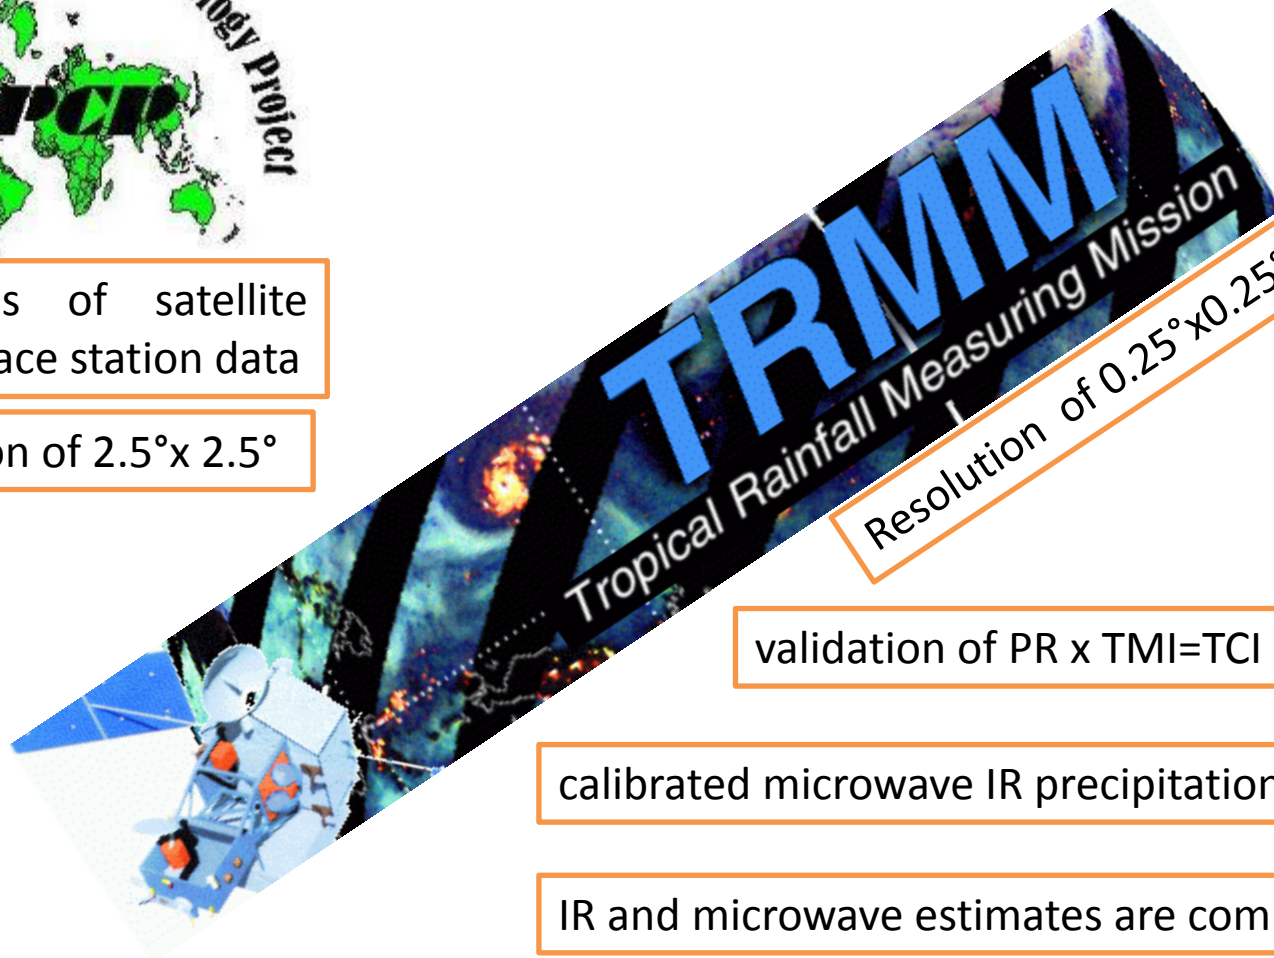 ology Project
PCP
s of satellite
ace station data
on of 2.5°x 2.5°
TRMM
Tropical Rainfall Measuring Mission
Resolution of 0.25°x0.25°
validation of PR x TMI=TCI
calibrated microwave IR precipitation
IR and microwave estimates are com